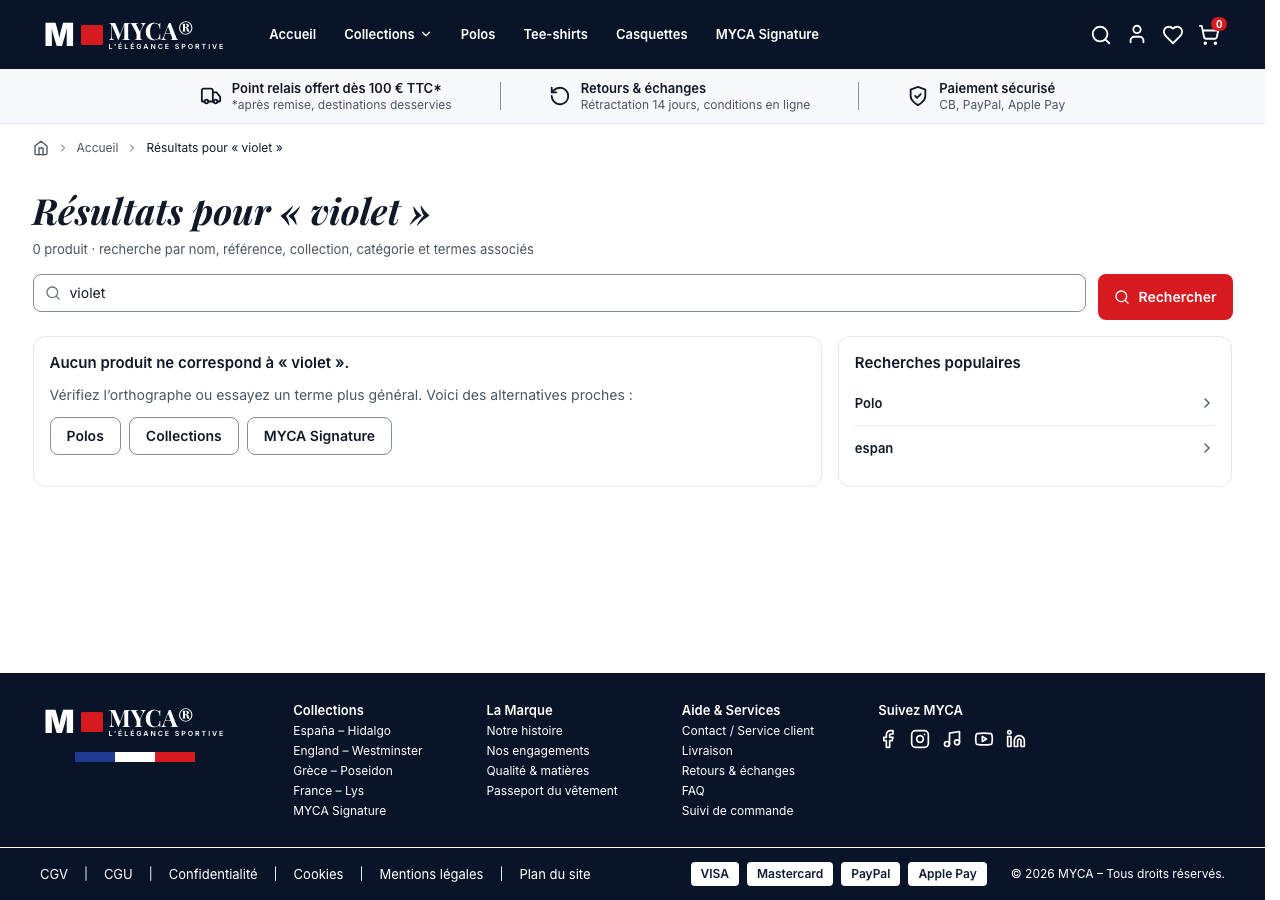 M MYCA®
L'ÉLÉGANCE SPORTIVE
Accueil Collections Polos Tee-shirts Casquettes MYCA Signature
0
Point relais offert dès 100 € TTC*
*après remise, destinations desservies
Retours & échanges
Rétractation 14 jours, conditions en ligne
Paiement sécurisé
CB, PayPal, Apple Pay
Accueil Résultats pour « violet »
Résultats pour « violet »
0 produit · recherche par nom, référence, collection, catégorie et termes associés
violet
Rechercher
Aucun produit ne correspond à « violet ».
Vérifiez l’orthographe ou essayez un terme plus général. Voici des alternatives proches :
Polos Collections MYCA Signature
Recherches populaires
Polo
espan
M MYCA®
L'ÉLÉGANCE SPORTIVE
Collections
España – Hidalgo
England – Westminster
Grèce – Poseidon
France – Lys
MYCA Signature
La Marque
Notre histoire
Nos engagements
Qualité & matières
Passeport du vêtement
Aide & Services
Contact / Service client
Livraison
Retours & échanges
FAQ
Suivi de commande
Suivez MYCA
CGV | CGU | Confidentialité | Cookies | Mentions légales | Plan du site
VISA Mastercard PayPal Apple Pay
© 2026 MYCA – Tous droits réservés.